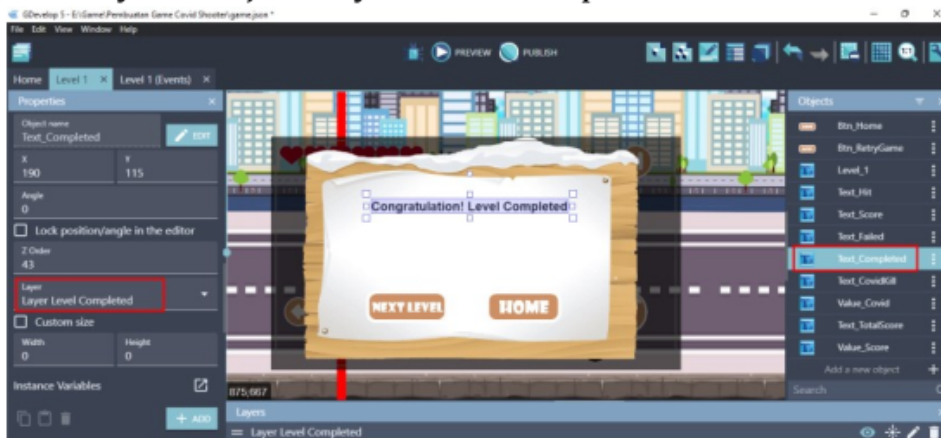 GDevelop 5 - E:\Game\Pembuatan Game Covid Shooter\game.json *
File Edit View Window Help
PREVIEW PUBLISH
Home Level 1 × Level 1 (Events) ×
Properties ×
Object name
Text_Completed
EDIT
X
190
Y
115
Angle
0
Lock position/angle in the editor
Z Order
43
Layer
Layer Level Completed
Custom size
Width
0
Height
0
Instance Variables
+ ADD
Congratulation! Level Completed
NEXT LEVEL
HOME
875;667
Layers
Layer Level Completed
Objects
Btn_Home
Btn_RetryGame
Level_1
Text_Hit
Text_Score
Text_Failed
Text_Completed
Text_CovidKill
Value_Covid
Text_TotalScore
Value_Score
Add a new object +
Search